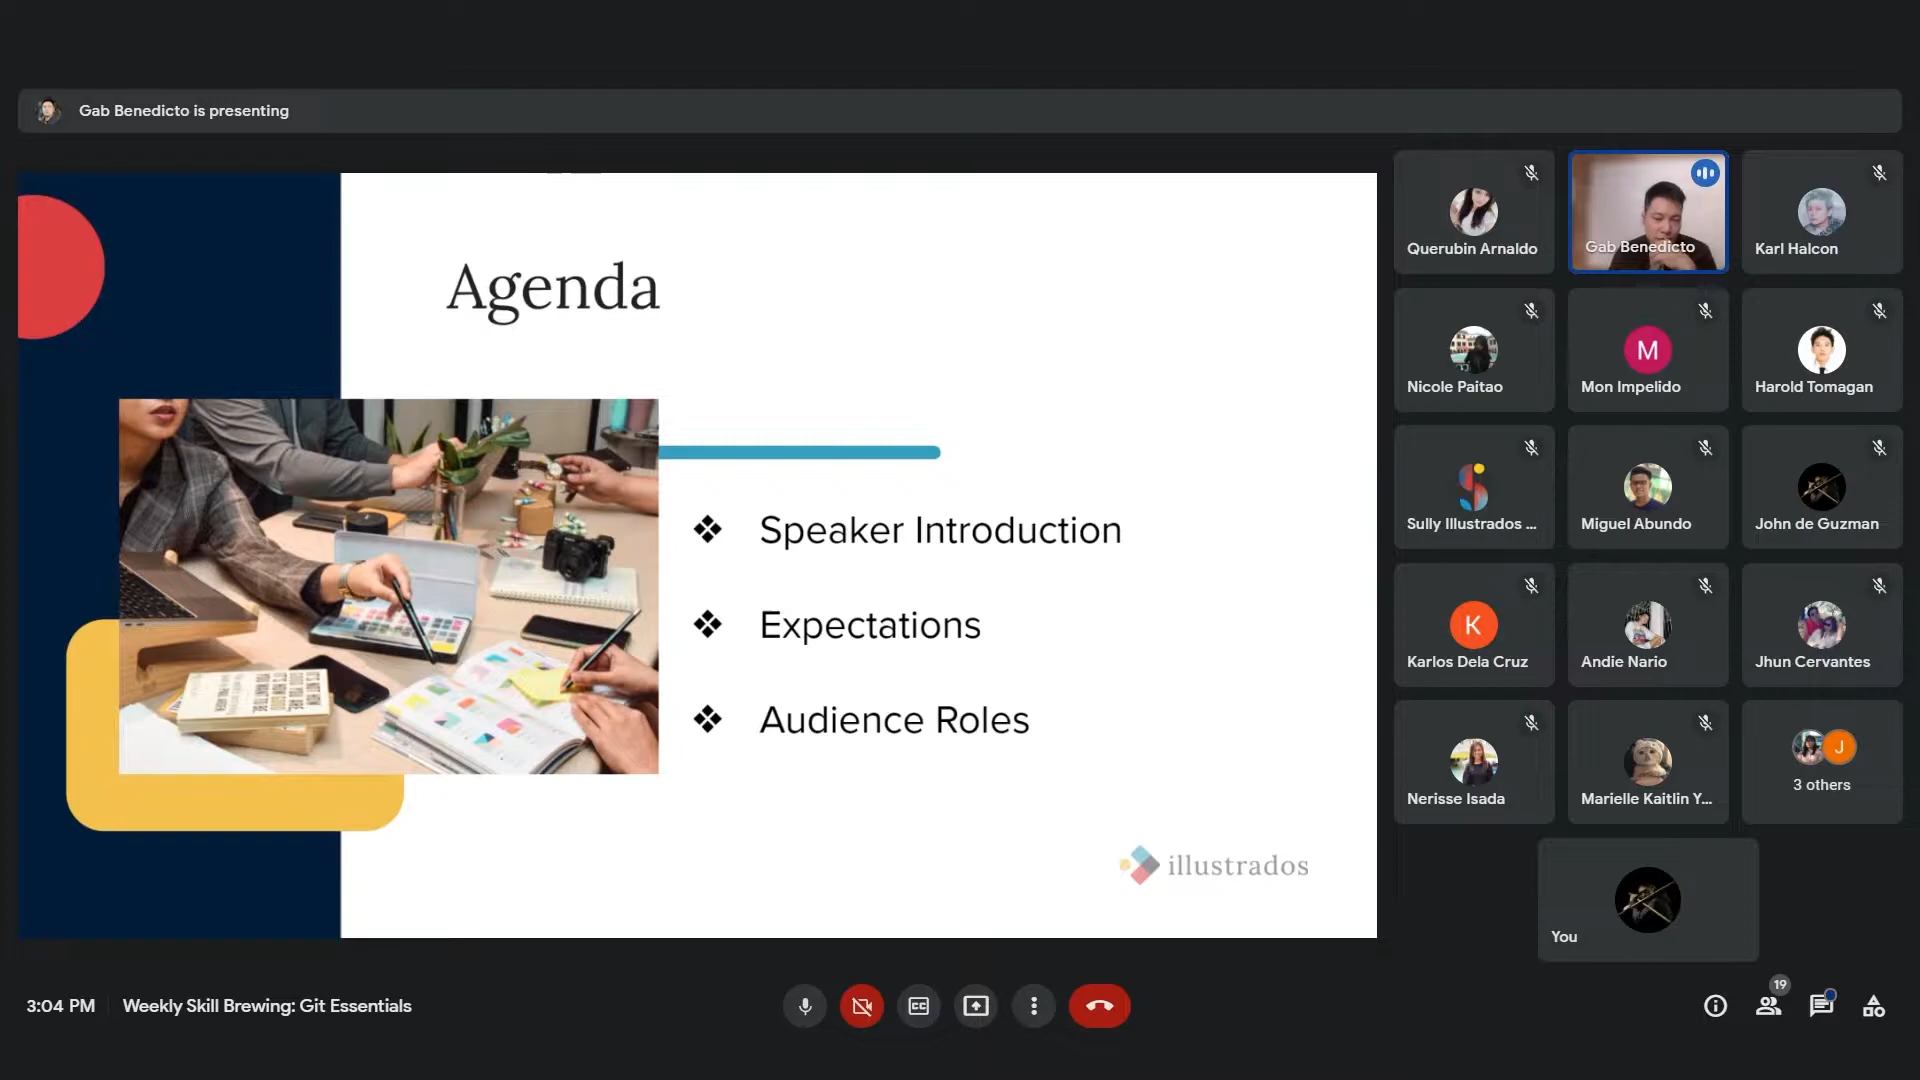 Gab Benedicto is presenting
Agenda
Speaker Introduction
Expectations
Audience Roles
illustrados
Querubin Arnaldo
Gab Benedicto
Karl Halcon
Nicole Paitao
M
Mon Impelido
Harold Tomagan
Sully Illustrados ...
Miguel Abundo
John de Guzman
K
Karlos Dela Cruz
Andie Nario
Jhun Cervantes
Nerisse Isada
Marielle Kaitlin Y...
J
3 others
You
3:04 PM
Weekly Skill Brewing: Git Essentials
CC
19